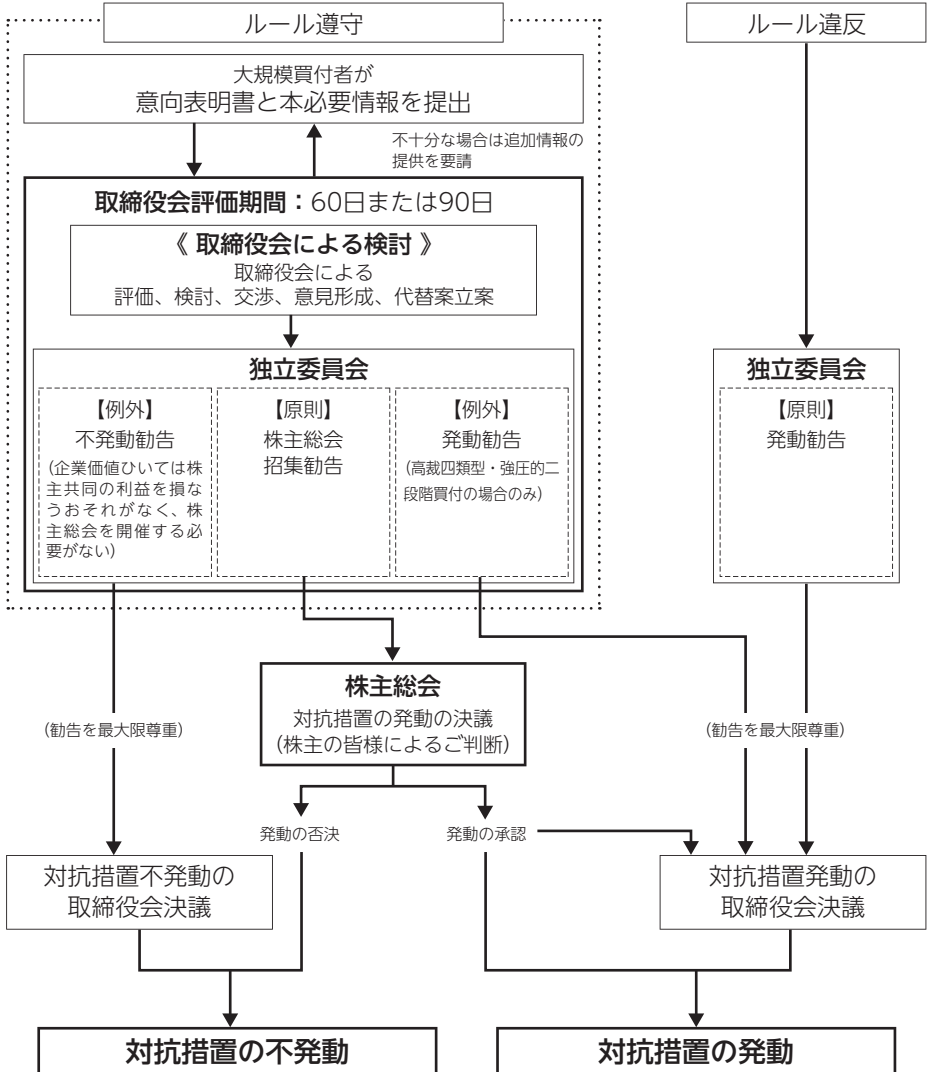 ルール遵守
ルール違反
大規模買付者が
意向表明書と本必要情報を提出
不十分な場合は追加情報の
提供を要請
取締役会評価期間：60日または90日
《 取締役会による検討 》
取締役会による
評価、検討、交渉、意見形成、代替案立案
独立委員会
【例外】
不発動勧告
(企業価値ひいては株
主共同の利益を損な
うおそれがなく、株
主総会を開催する必
要がない)
【原則】
株主総会
招集勧告
【例外】
発動勧告
(高裁四類型・強圧的二
段階買付の場合のみ)
独立委員会
【原則】
発動勧告
株主総会
対抗措置の発動の決議
(株主の皆様によるご判断)
(勧告を最大限尊重)
(勧告を最大限尊重)
発動の否決
発動の承認
対抗措置不発動の
取締役会決議
対抗措置発動の
取締役会決議
対抗措置の不発動
対抗措置の発動